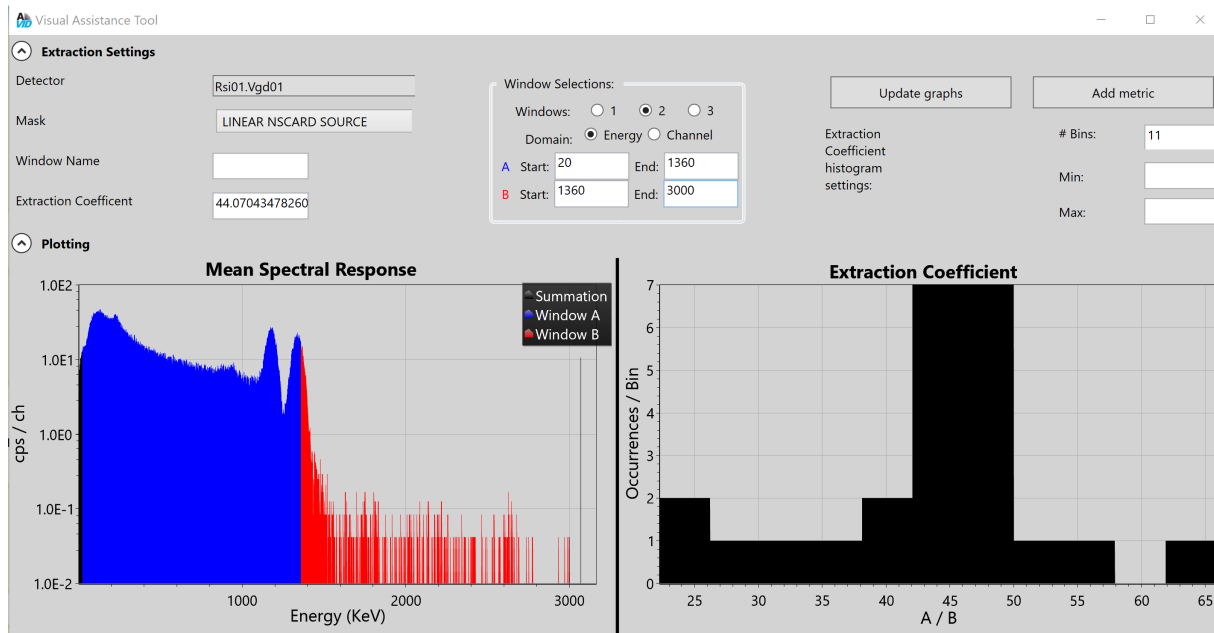 AVID Visual Assistance Tool
Extraction Settings
Detector
Rsi01.Vgd01
Mask
LINEAR NSCARD SOURCE
Window Name
Extraction Coefficent
44.07043478260
Window Selections:
Windows: 1 2 3
Domain: Energy Channel
A Start: 20 End: 1360
B Start: 1360 End: 3000
Update graphs
Add metric
Extraction
Coefficient
histogram
settings:
# Bins: 11
Min:
Max:
Plotting
Mean Spectral Response
Summation
Window A
Window B
1.0E2
1.0E1
1.0E0
1.0E-1
1.0E-2
cps / ch
1000 2000 3000
Energy (KeV)
Extraction Coefficient
7
6
5
4
3
2
1
0
Occurrences / Bin
25 30 35 40 45 50 55 60 65
A / B